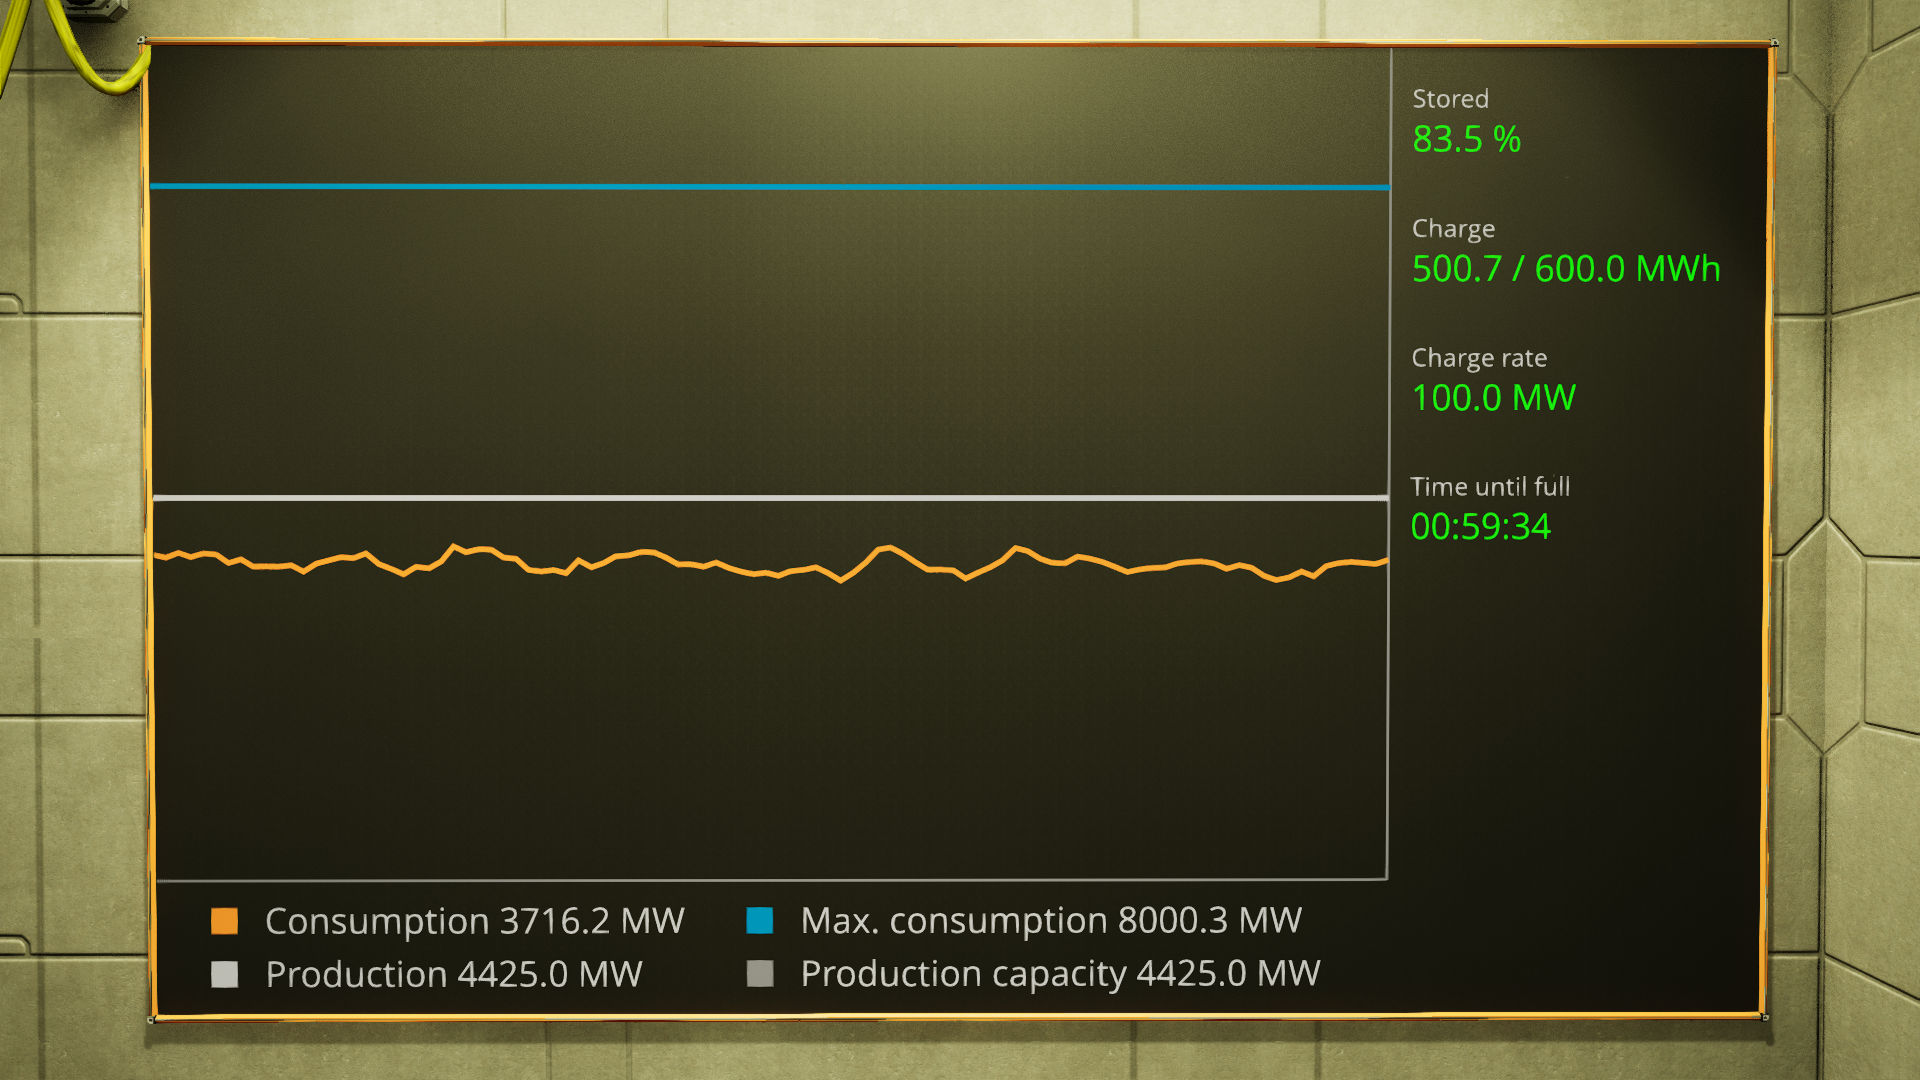 Stored
83.5 %
Charge
500.7 / 600.0 MWh
Charge rate
100.0 MW
Time until full
00:59:34
Consumption 3716.2 MW
Max. consumption 8000.3 MW
Production 4425.0 MW
Production capacity 4425.0 MW